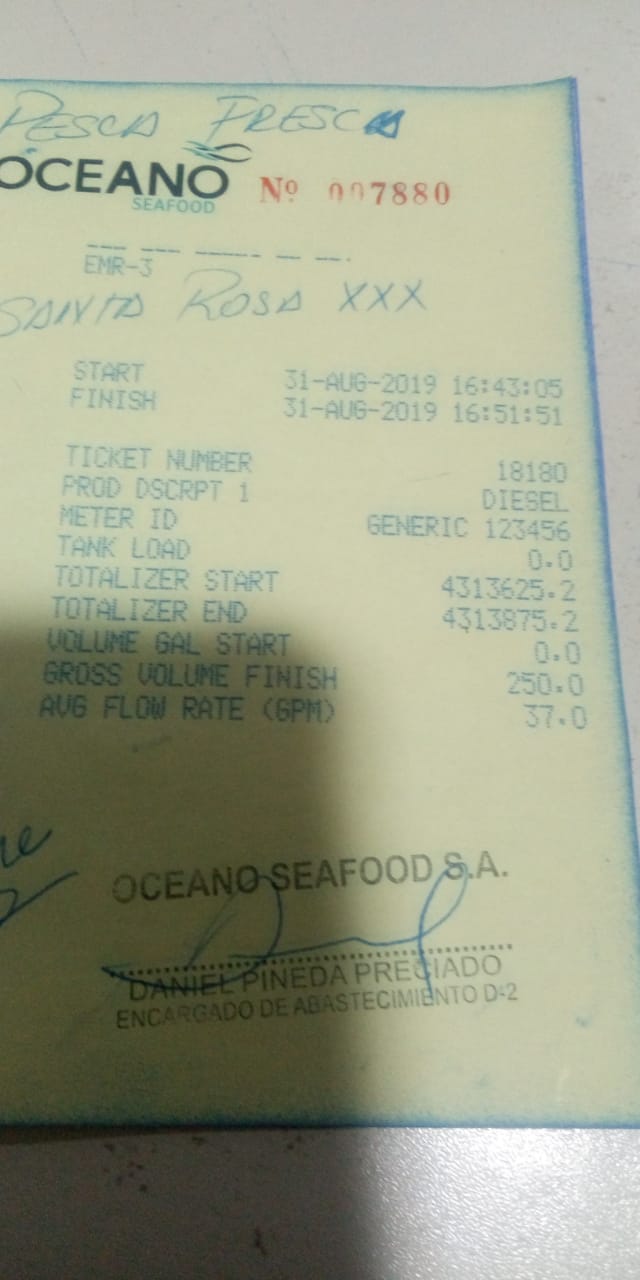 PESCA FRESCA
OCEANO
SEAFOOD
Nº 007880
EMR-3
SANTA ROSA XXX
START 31-AUG-2019 16:43:05
FINISH 31-AUG-2019 16:51:51
TICKET NUMBER 18180
PROD DSCRPT 1 DIESEL
METER ID GENERIC 123456
TANK LOAD 0.0
TOTALIZER START 4313625.2
TOTALIZER END 4313875.2
VOLUME GAL START 0.0
GROSS VOLUME FINISH 250.0
AVG FLOW RATE (GPM) 37.0
OCEANO SEAFOOD S.A.
DANIEL PINEDA PRECIADO
ENCARGADO DE ABASTECIMIENTO D-2